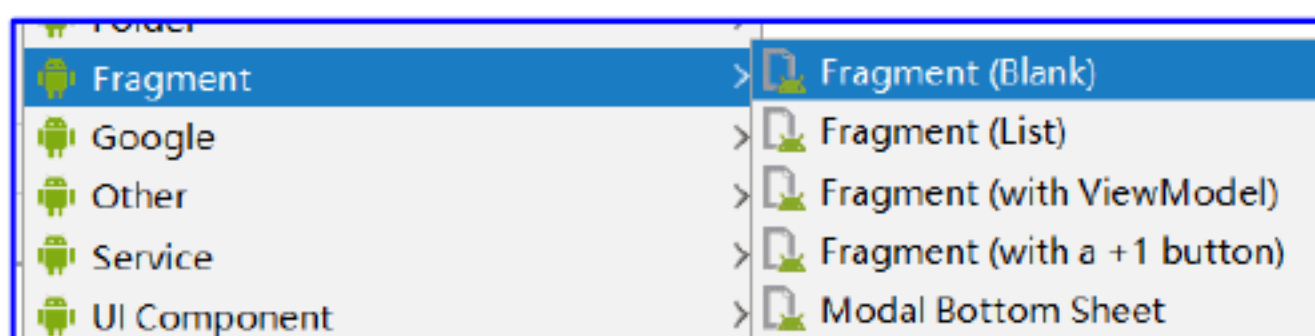 Folder
Fragment
Google
Other
Service
UI Component
Fragment (Blank)
Fragment (List)
Fragment (with ViewModel)
Fragment (with a +1 button)
Modal Bottom Sheet